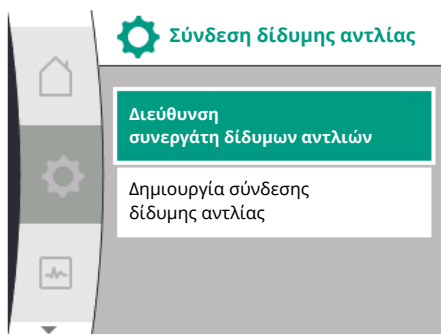 Σύνδεση δίδυμης αντλίας
Διεύθυνση
συνεργάτη δίδυμων αντλιών
Δημιουργία σύνδεσης
δίδυμης αντλίας